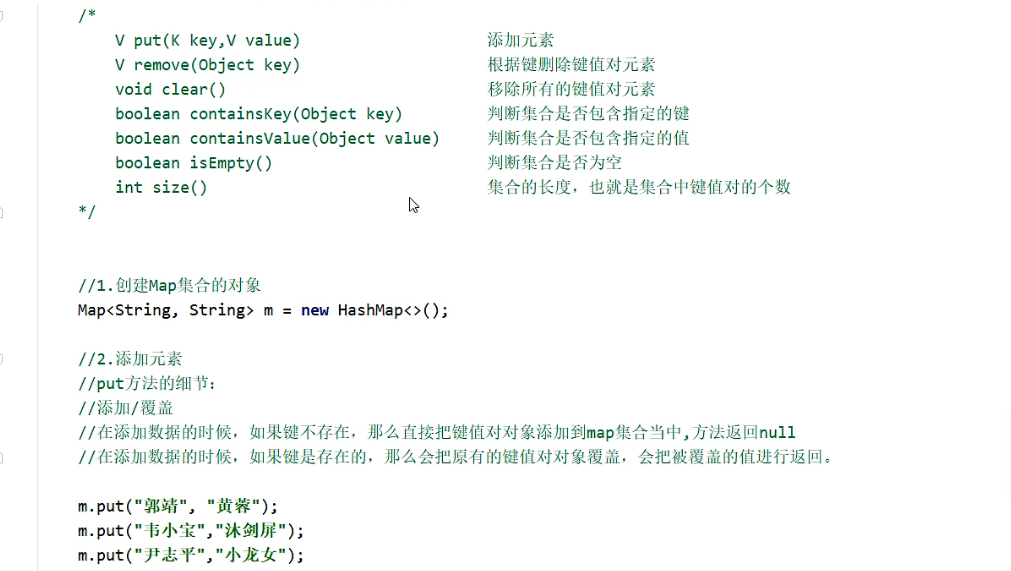 /*
V put(K key,V value) 添加元素
V remove(Object key) 根据键删除键值对元素
void clear() 移除所有的键值对元素
boolean containsKey(Object key) 判断集合是否包含指定的键
boolean containsValue(Object value) 判断集合是否包含指定的值
boolean isEmpty() 判断集合是否为空
int size() 集合的长度，也就是集合中键值对的个数
*/
//1.创建Map集合的对象
Map<String, String> m = new HashMap<>();
//2.添加元素
//put方法的细节：
//添加/覆盖
//在添加数据的时候，如果键不存在，那么直接把键值对对象添加到map集合当中,方法返回null
//在添加数据的时候，如果键是存在的，那么会把原有的键值对对象覆盖，会把被覆盖的值进行返回。
m.put("郭靖", "黄蓉");
m.put("韦小宝","沐剑屏");
m.put("尹志平","小龙女");